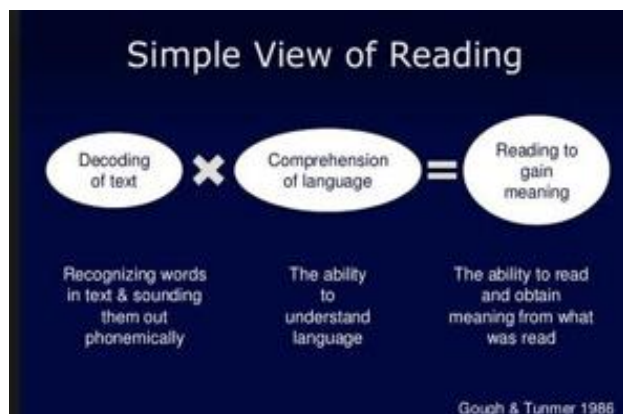 Simple View of Reading
Decoding
of text
×
Comprehension
of language
=
Reading to
gain
meaning
Recognizing words
in text & sounding
them out
phonemically
The ability
to
understand
language
The ability to read
and obtain
meaning from what
was read
Gough & Tunmer 1986